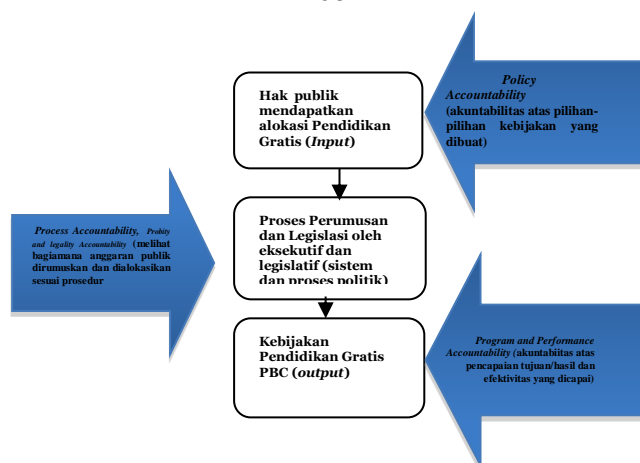 Hak publik
mendapatkan
alokasi Pendidikan
Gratis (Input)
Policy
Accountability
(akuntabilitas atas pilihan-
pilihan kebijakan yang
dibuat)
Process Accountability, Probity
and legality Accountability (melihat
bagiamana anggaran publik
dirumuskan dan dialokasikan
sesuai prosedur
Proses Perumusan
dan Legislasi oleh
eksekutif dan
legislatif (sistem
dan proses politik)
Kebijakan
Pendidikan Gratis
PBC (output)
Program and Performance
Accountability (akuntabiitas atas
pencapaian tujuan/hasil dan
efektivitas yang dicapai)